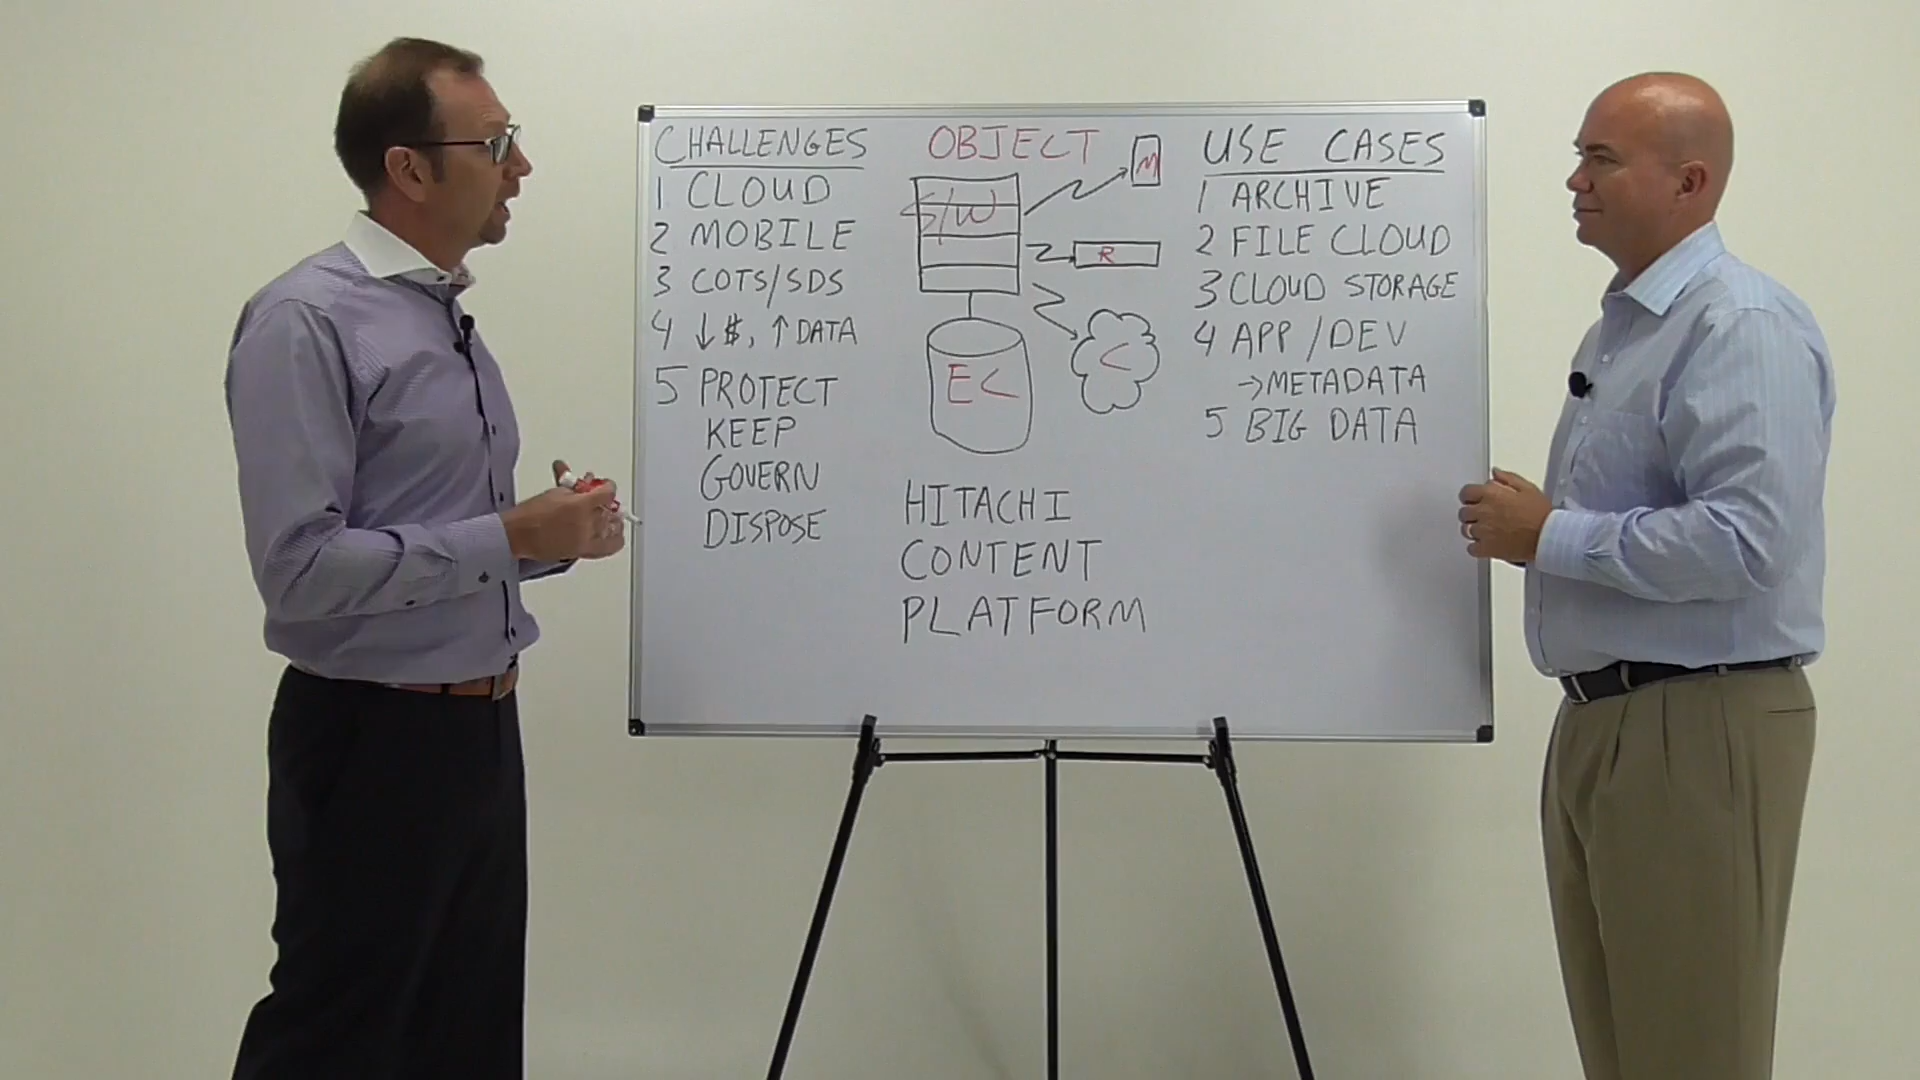 CHALLENGES
1 CLOUD
2 MOBILE
3 COTS/SDS
4 ↓$, ↑DATA
5 PROTECT
KEEP
GOVERN
DISPOSE
OBJECT
S/W
M
R
C
EC
HITACHI
CONTENT
PLATFORM
USE CASES
1 ARCHIVE
2 FILE CLOUD
3 CLOUD STORAGE
4 APP/DEV
→METADATA
5 BIG DATA